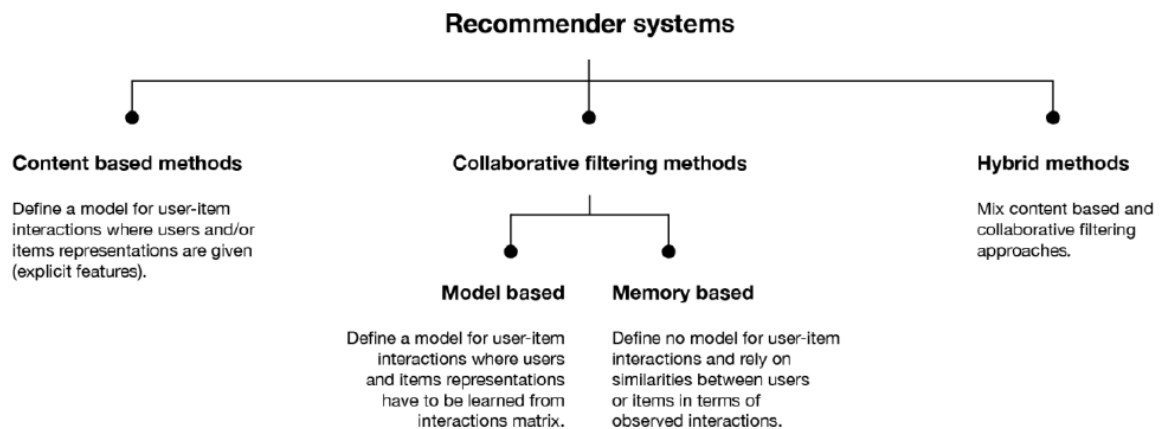 Recommender systems
Content based methods
Define a model for user-item
interactions where users and/or
items representations are given
(explicit features).
Collaborative filtering methods
Model based
Define a model for user-item
interactions where users
and items representations
have to be learned from
interactions matrix.
Memory based
Define no model for user-item
interactions and rely on
similarities between users
or items in terms of
observed interactions.
Hybrid methods
Mix content based and
collaborative filtering
approaches.